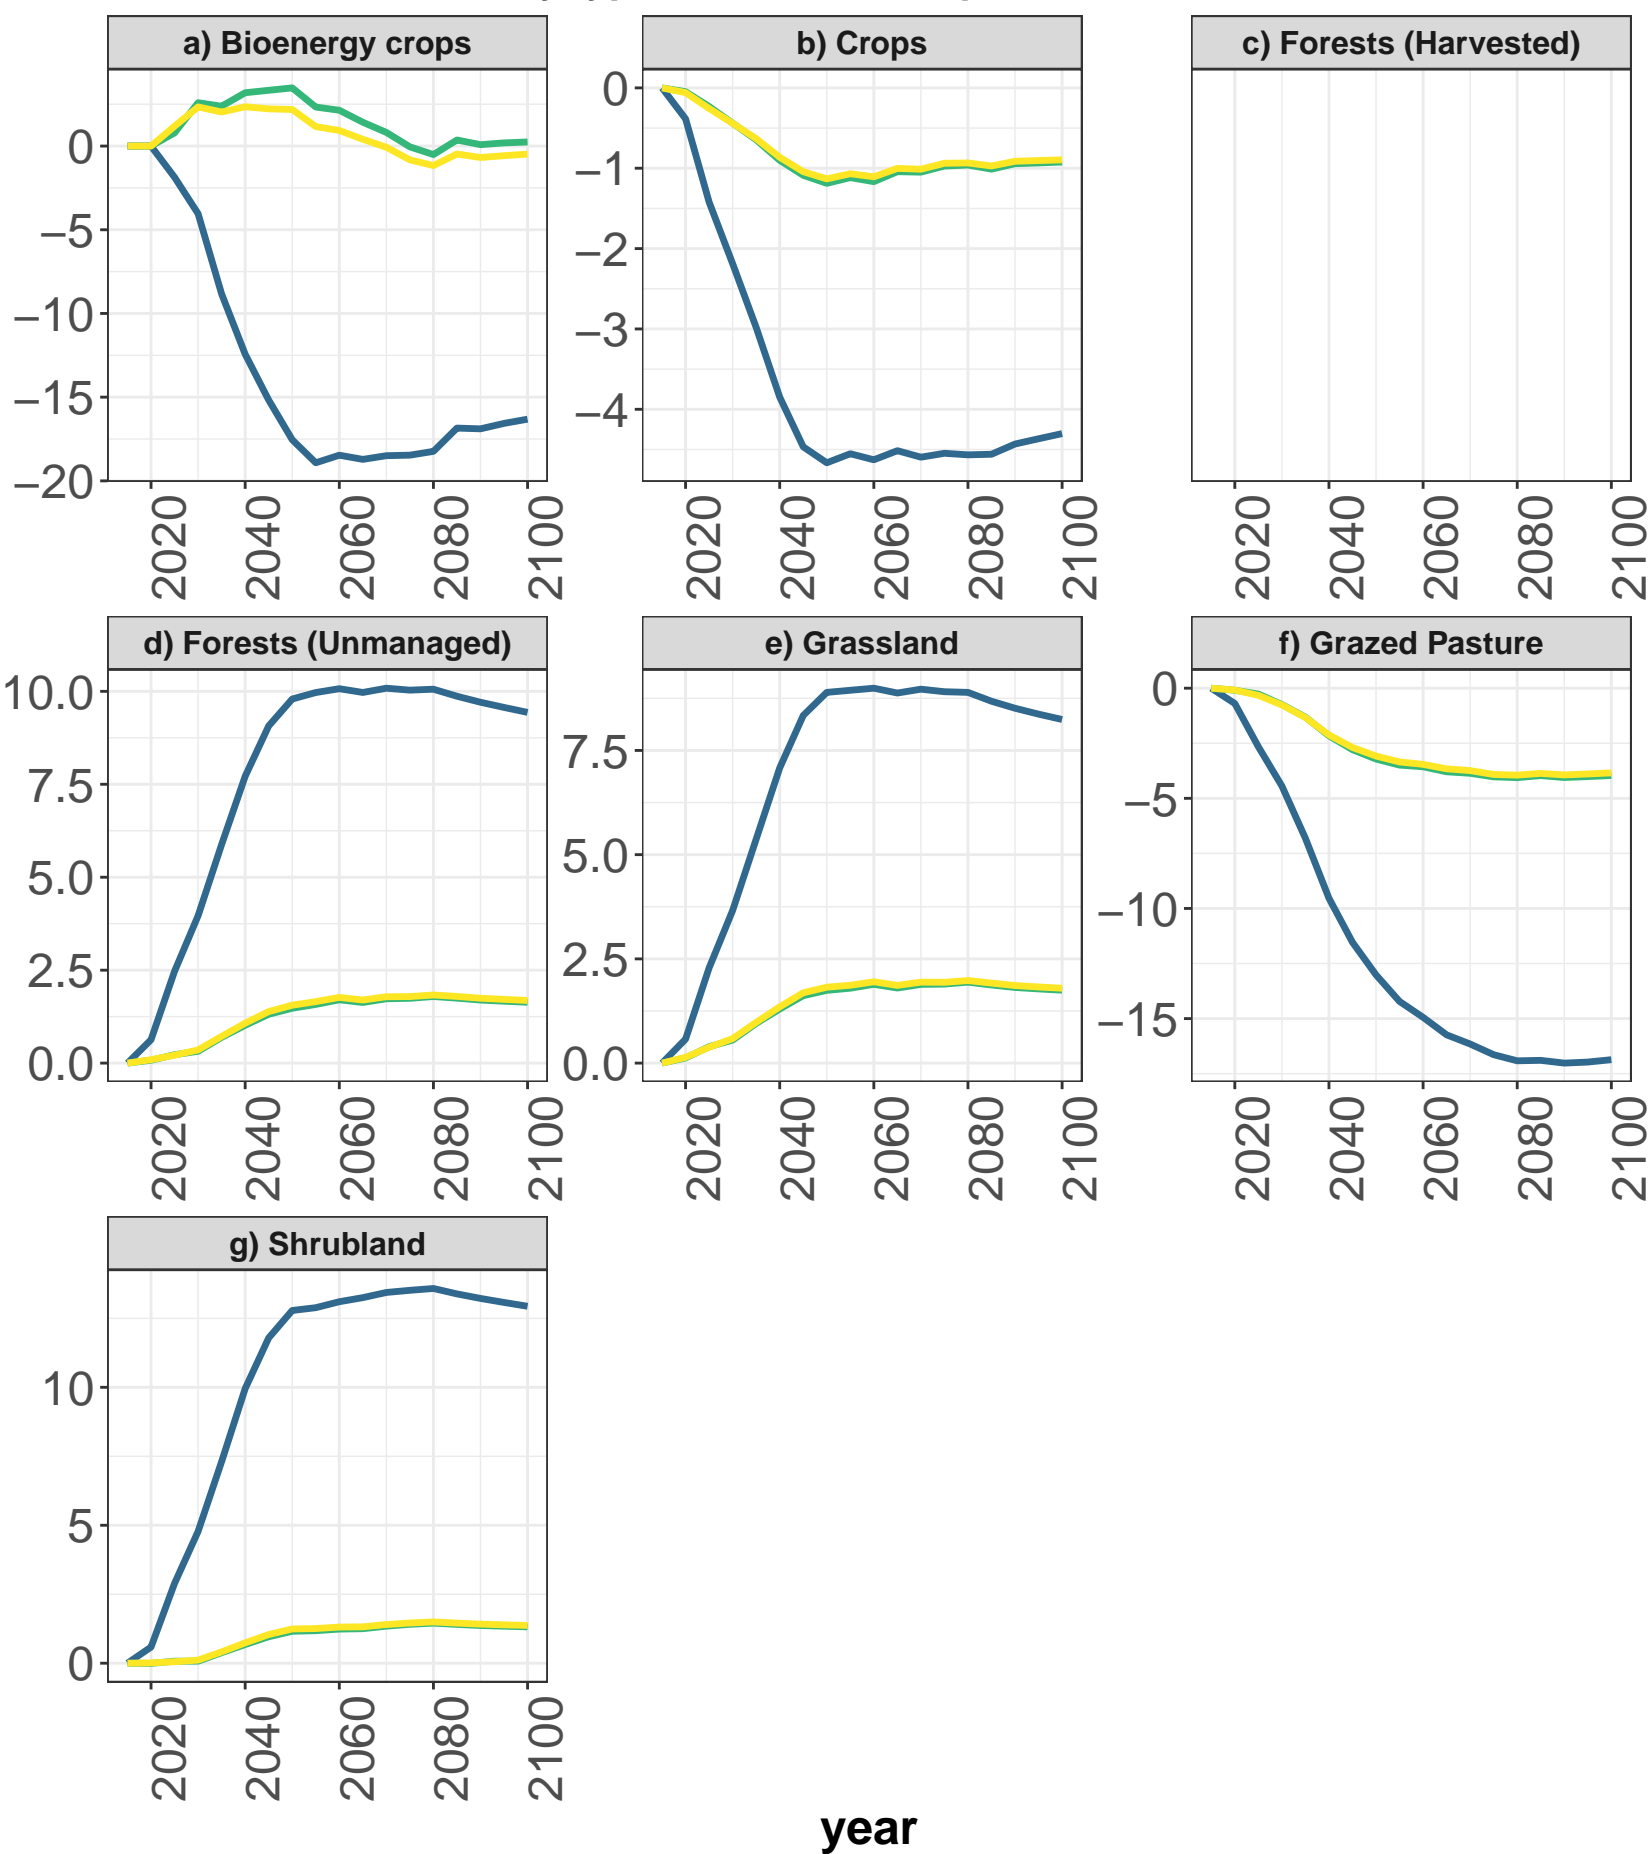 a) Bioenergy crops
b) Crops
c) Forests (Harvested)
0
−5
−10
−15
−20
0
−1
−2
−3
−4
2020 2040 2060 2080 2100
2020 2040 2060 2080 2100
2020 2040 2060 2080 2100
d) Forests (Unmanaged)
e) Grassland
f) Grazed Pasture
10.0
7.5
5.0
2.5
0.0
7.5
5.0
2.5
0.0
0
−5
−10
−15
2020 2040 2060 2080 2100
2020 2040 2060 2080 2100
2020 2040 2060 2080 2100
g) Shrubland
10
5
0
2020 2040 2060 2080 2100
year